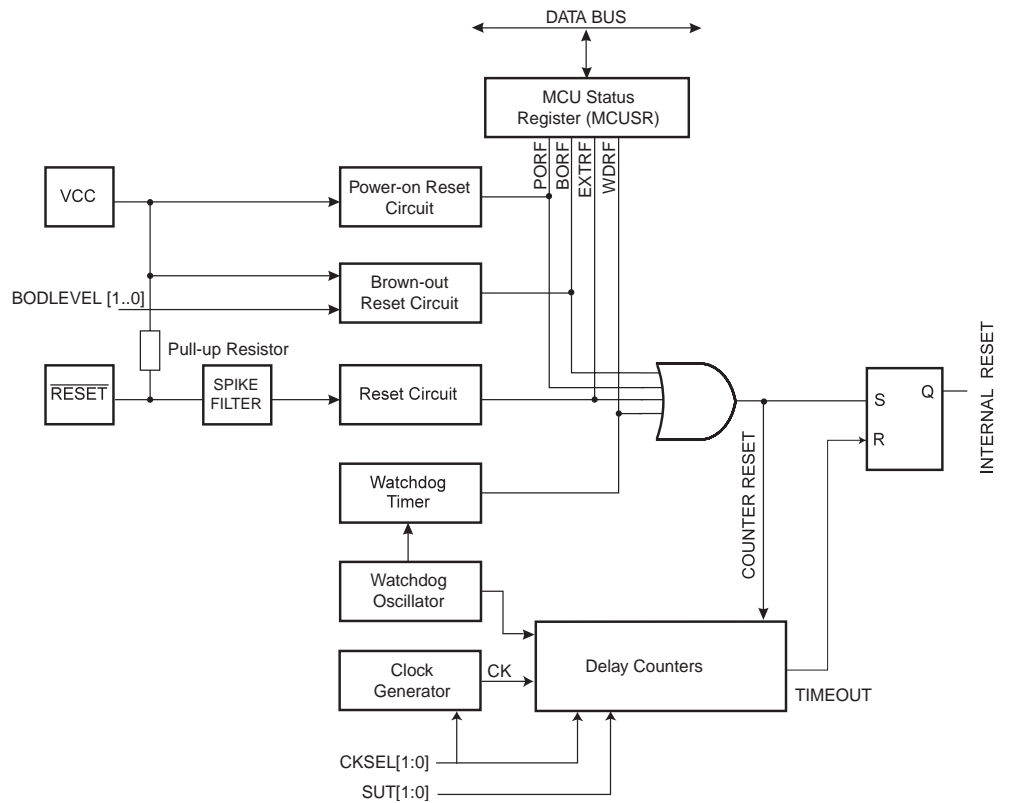 DATA BUS
MCU Status
Register (MCUSR)
PORF
BORF
EXTRF
WDRF
VCC
Power-on Reset
Circuit
Brown-out
Reset Circuit
BODLEVEL [1..0]
Pull-up Resistor
RESET
SPIKE
FILTER
Reset Circuit
S
Q
R
INTERNAL RESET
COUNTER RESET
Watchdog
Timer
Watchdog
Oscillator
Clock
Generator
CK
Delay Counters
TIMEOUT
CKSEL[1:0]
SUT[1:0]